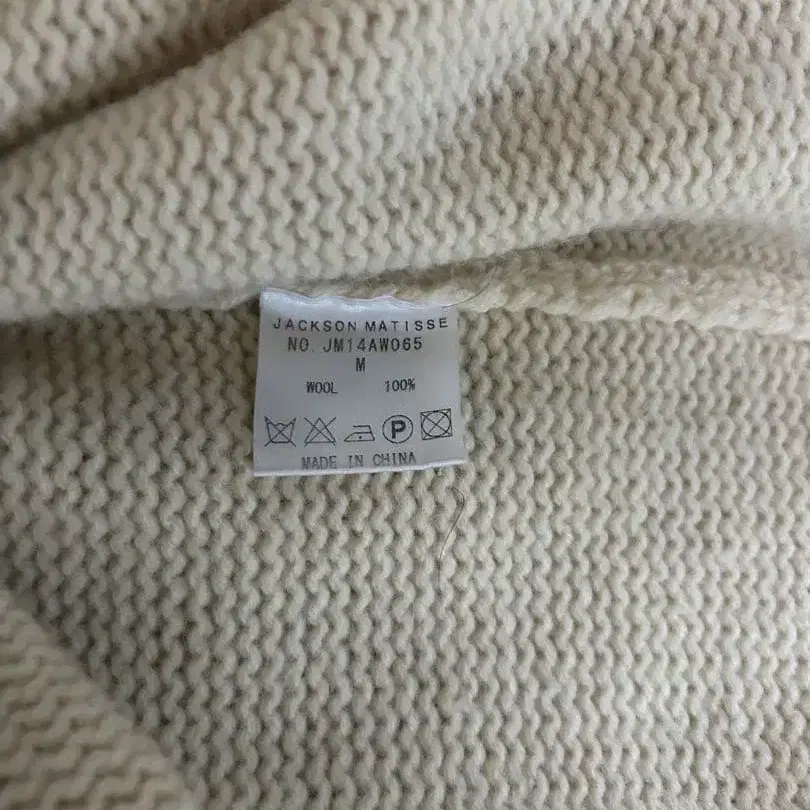 JACKSON MATISSE
NO. JM14AW065
M
WOOL 100%
P
MADE IN CHINA